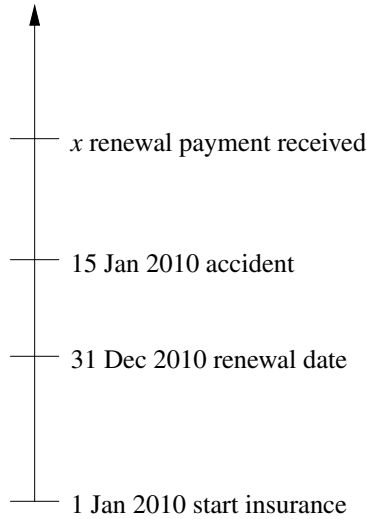 x renewal payment received
15 Jan 2010 accident
31 Dec 2010 renewal date
1 Jan 2010 start insurance